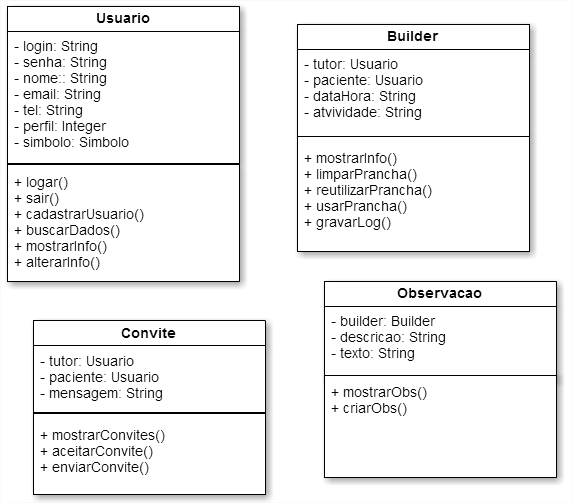 Usuario
- login: String
- senha: String
- nome:: String
- email: String
- tel: String
- perfil: Integer
- simbolo: Simbolo
+ logar()
+ sair()
+ cadastrarUsuario()
+ buscarDados()
+ mostrarInfo()
+ alterarInfo()
Builder
- tutor: Usuario
- paciente: Usuario
- dataHora: String
- atvividade: String
+ mostrarInfo()
+ limparPrancha()
+ reutilizarPrancha()
+ usarPrancha()
+ gravarLog()
Convite
- tutor: Usuario
- paciente: Usuario
- mensagem: String
+ mostrarConvites()
+ aceitarConvite()
+ enviarConvite()
Observacao
- builder: Builder
- descricao: String
- texto: String
+ mostrarObs()
+ criarObs()